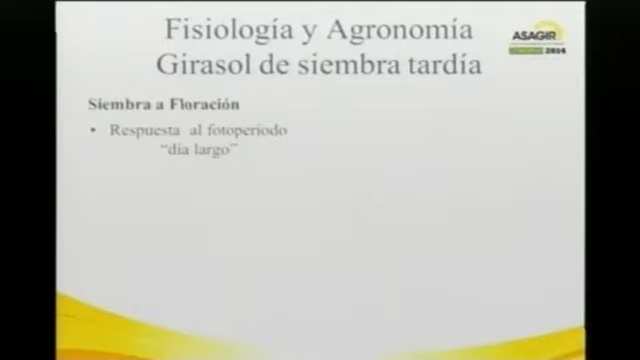 Fisiología y Agronomía
Girasol de siembra tardía
ASAGIR
2014
Siembra a Floración
• Respuesta al fotoperíodo
“día largo”